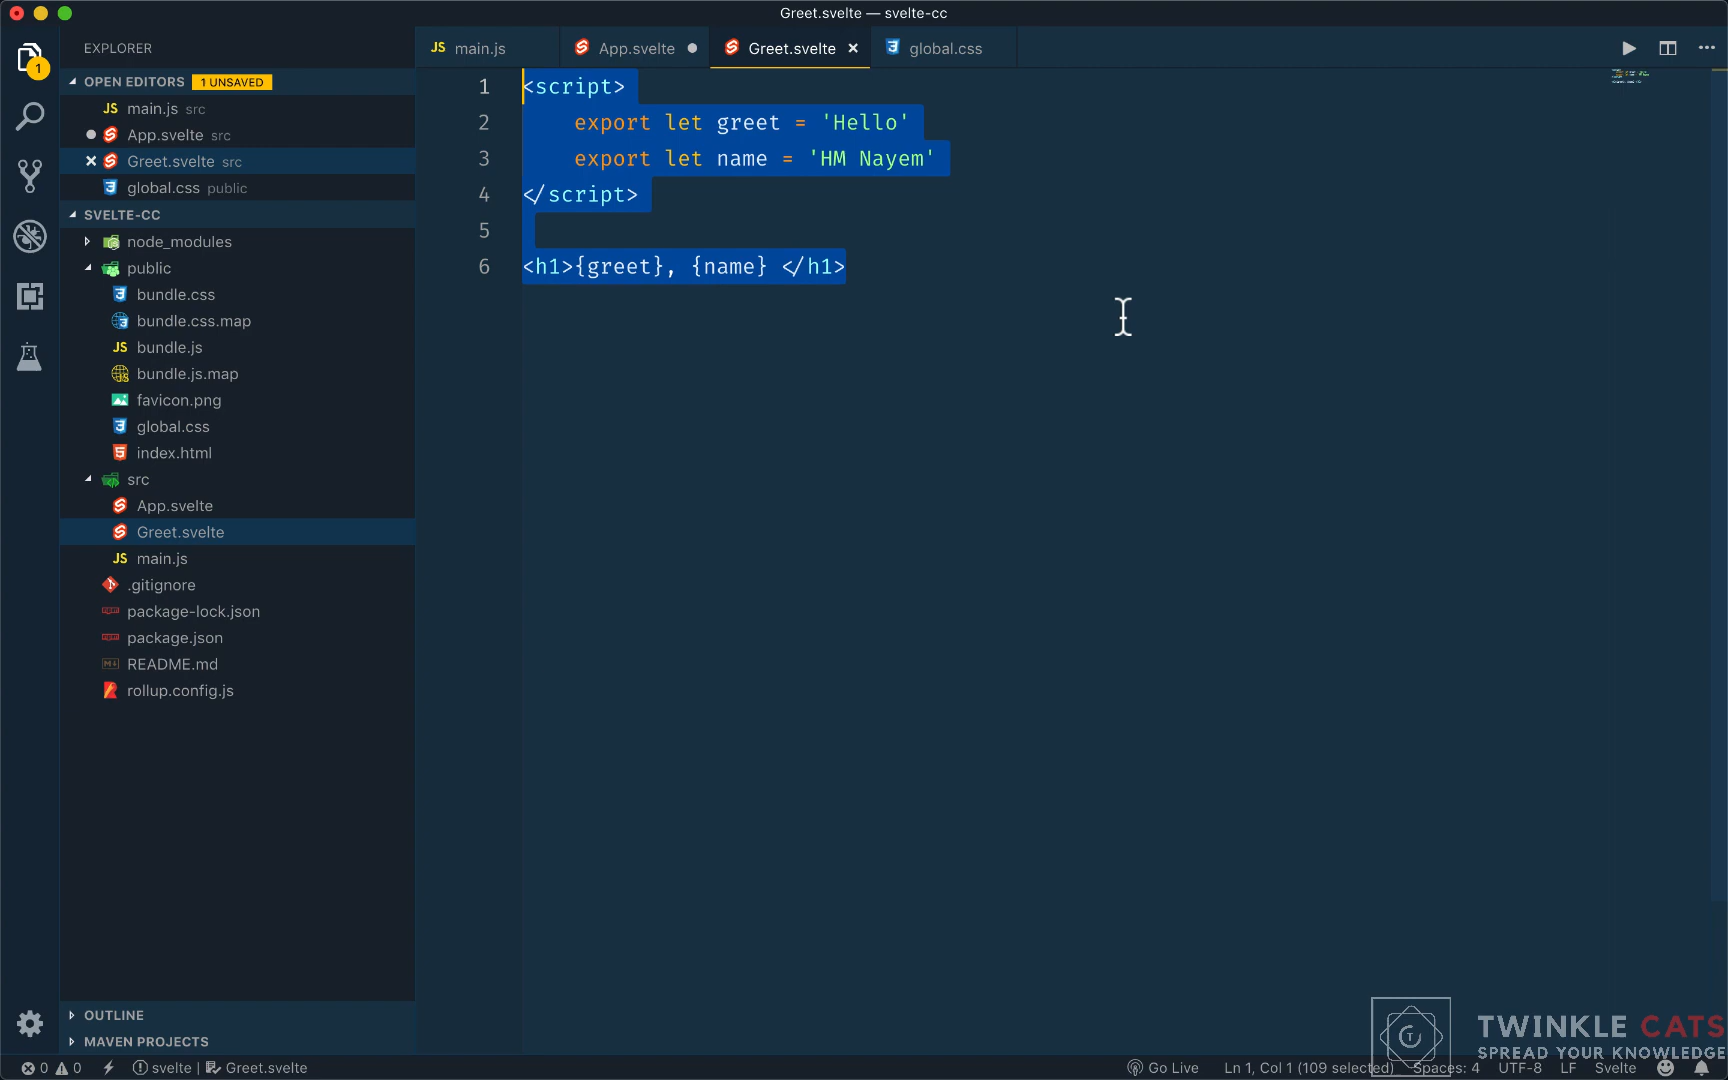 Greet.svelte — svelte-cc
EXPLORER
OPEN EDITORS 1 UNSAVED
JS main.js src
App.svelte src
Greet.svelte src
global.css public
SVELTE-CC
node_modules
public
bundle.css
bundle.css.map
JS bundle.js
bundle.js.map
favicon.png
global.css
index.html
src
App.svelte
Greet.svelte
JS main.js
.gitignore
package-lock.json
package.json
README.md
rollup.config.js
OUTLINE
MAVEN PROJECTS
1
JS main.js
App.svelte
Greet.svelte
global.css
1 <script>
2 export let greet = 'Hello'
3 export let name = 'HM Nayem'
4 </script>
5
6 <h1>{greet}, {name} </h1>
TWINKLE CATS
SPREAD YOUR KNOWLEDGE
0 0 svelte | Greet.svelte
Go Live Ln 1, Col 1 (109 selected) Spaces: 4 UTF-8 LF Svelte